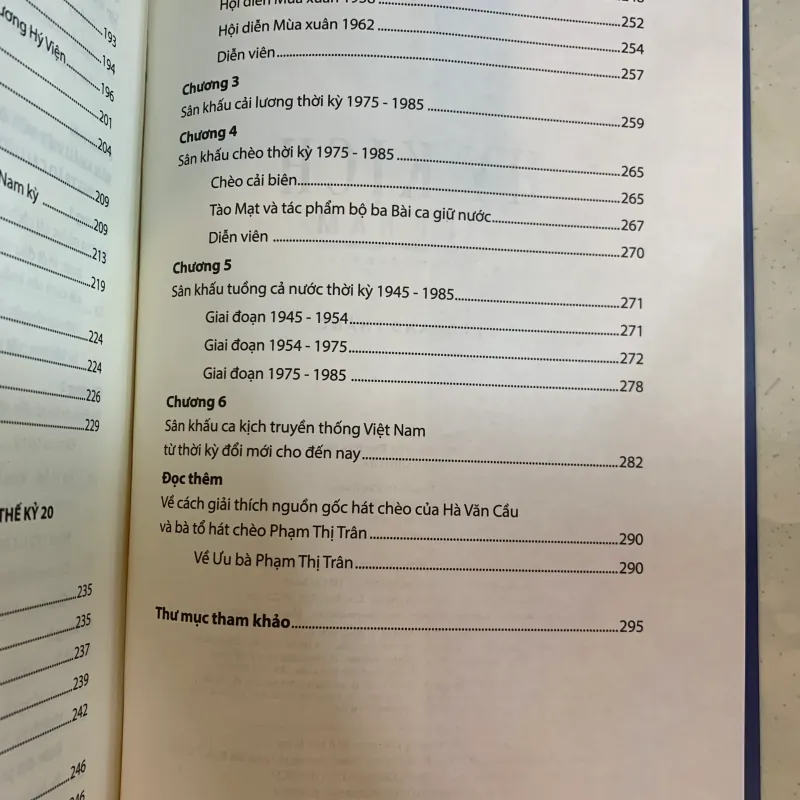 193
ương Hý Viện 194
196
201
204
209
Nam kỳ 209
213
219
224
224
226
229
THẾ KỶ 20
235
235
237
239
242
246
Hội diễn Mùa xuân
Hội diễn Mùa xuân 1962 252
Diễn viên 254
257
Chương 3
Sân khấu cải lương thời kỳ 1975 - 1985 259
Chương 4
Sân khấu chèo thời kỳ 1975 - 1985 265
Chèo cải biên 265
Tào Mạt và tác phẩm bộ ba Bài ca giữ nước 267
Diễn viên 270
Chương 5
Sân khấu tuồng cả nước thời kỳ 1945 - 1985 271
Giai đoạn 1945 - 1954 271
Giai đoạn 1954 - 1975 272
Giai đoạn 1975 - 1985 278
Chương 6
Sân khấu ca kịch truyền thống Việt Nam
từ thời kỳ đổi mới cho đến nay 282
Đọc thêm
Về cách giải thích nguồn gốc hát chèo của Hà Văn Cầu
và bà tổ hát chèo Phạm Thị Trân 290
Về Ưu bà Phạm Thị Trân 290
Thư mục tham khảo 295